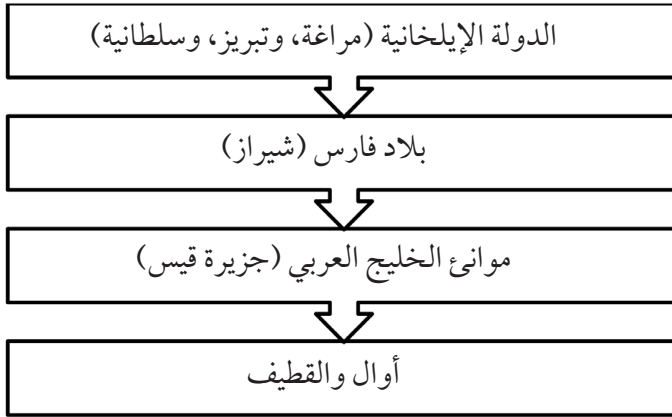 الدولة الإيلخانية (مراغة، وتبريز، وسلطانية)
بلاد فارس (شيراز)
موانئ الخليج العربي (جزيرة قيس)
أوال والقطيف